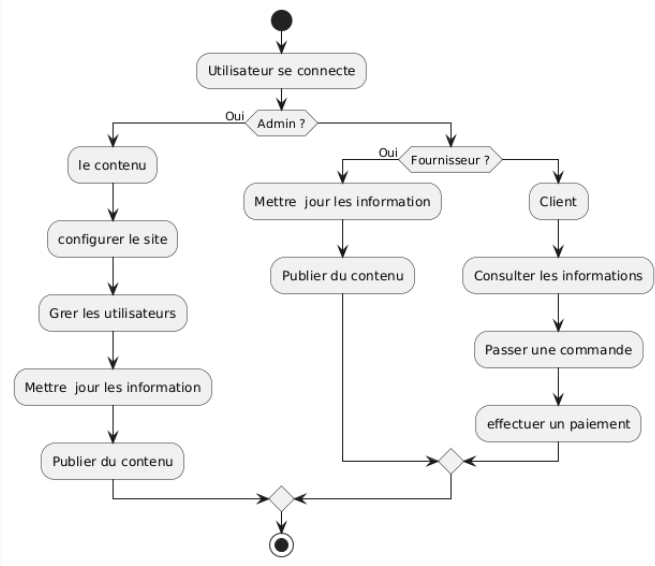 Utilisateur se connecte
Oui
Admin ?
le contenu
configurer le site
Grer les utilisateurs
Mettre  jour les information
Publier du contenu
Oui
Fournisseur ?
Mettre  jour les information
Publier du contenu
Client
Consulter les informations
Passer une commande
effectuer un paiement